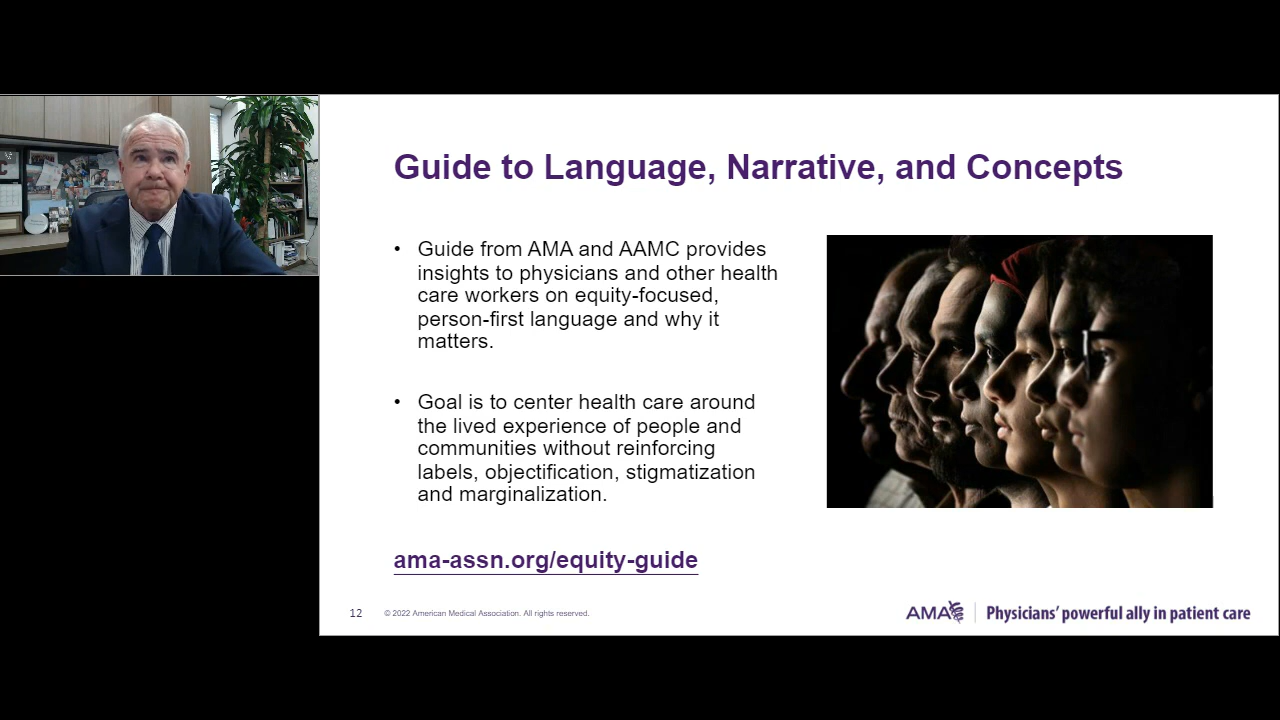 Guide to Language, Narrative, and Concepts
• Guide from AMA and AAMC provides
insights to physicians and other health
care workers on equity-focused,
person-first language and why it
matters.
• Goal is to center health care around
the lived experience of people and
communities without reinforcing
labels, objectification, stigmatization
and marginalization.
ama-assn.org/equity-guide
12 © 2022 American Medical Association. All rights reserved.
AMA Physicians' powerful ally in patient care